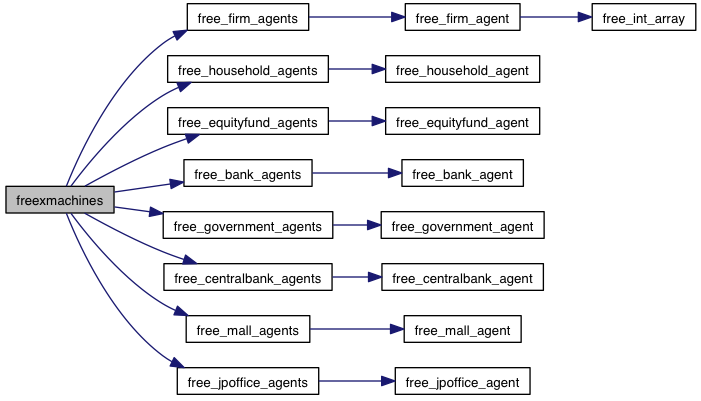 free_firm_agents
free_firm_agent
free_int_array
free_household_agents
free_household_agent
free_equityfund_agents
free_equityfund_agent
free_bank_agents
free_bank_agent
freexmachines
free_government_agents
free_government_agent
free_centralbank_agents
free_centralbank_agent
free_mall_agents
free_mall_agent
free_jpoffice_agents
free_jpoffice_agent